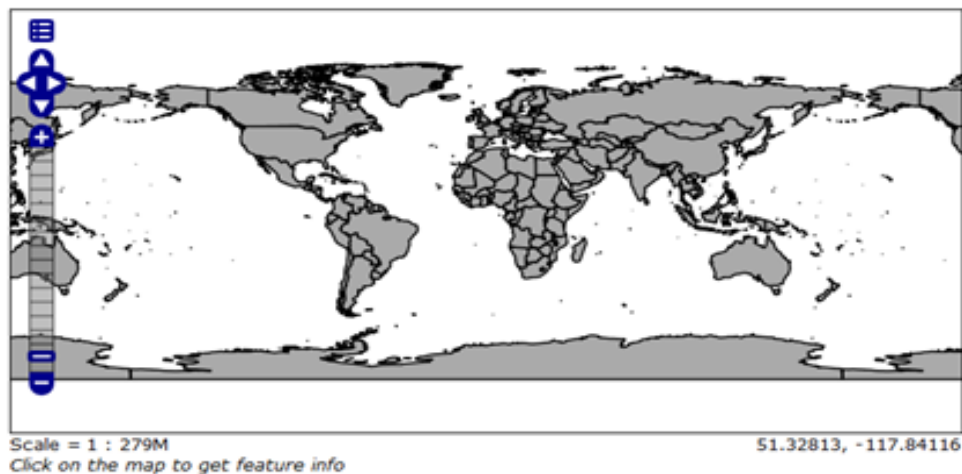 Scale = 1 : 279M
51.32813, -117.84116
Click on the map to get feature info